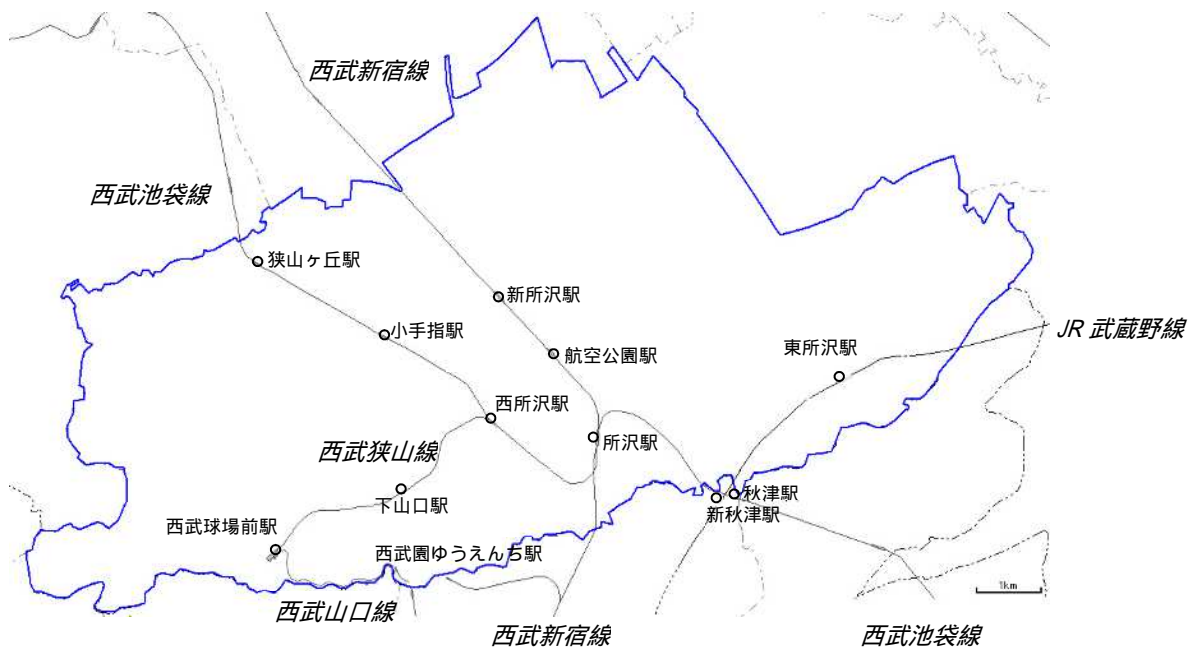 西武新宿線
西武池袋線
狭山ヶ丘駅
新所沢駅
小手指駅
JR 武蔵野線
東所沢駅
航空公園駅
西所沢駅
所沢駅
西武狭山線
秋津駅
下山口駅
新秋津駅
西武球場前駅
西武園ゆうえんち駅
1km
西武山口線
西武新宿線
西武池袋線